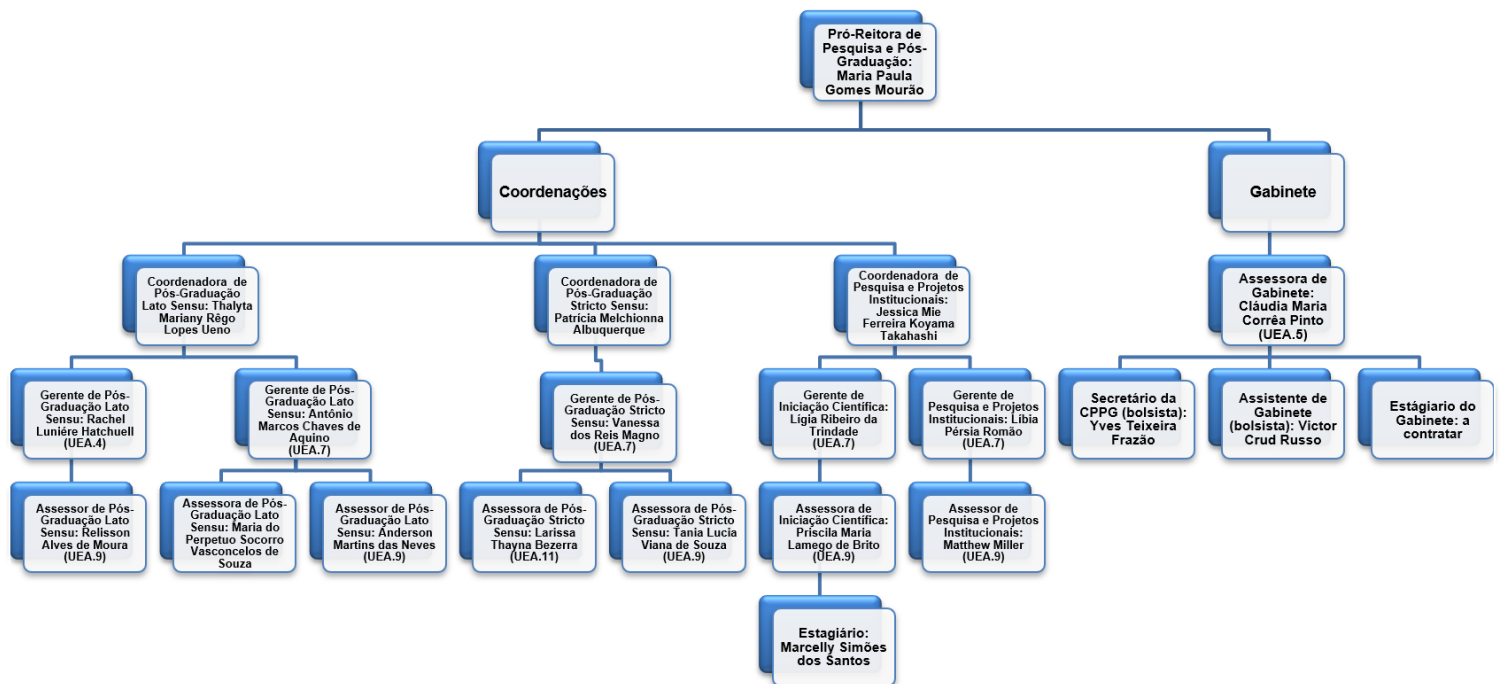 Pró-Reitora de
Pesquisa e Pós-
Graduação:
Maria Paula
Gomes Mourão
Coordenações
Gabinete
Coordenadora de
Pós-Graduação
Lato Sensu: Thalyta
Mariany Rêgo
Lopes Ueno
Coordenadora de
Pós-Graduação
Stricto Sensu:
Patrícia Melchionna
Albuquerque
Coordenadora de
Pesquisa e Projetos
Institucionais:
Jessica Mie
Ferreira Koyama
Takahashi
Assessora de
Gabinete:
Cláudia Maria
Corrêa Pinto
(UEA.5)
Gerente de Pós-
Graduação Lato
Sensu: Rachel
Luniére Hatchuell
(UEA.4)
Gerente de Pós-
Graduação Lato
Sensu: Antônio
Marcos Chaves de
Aquino
(UEA.7)
Gerente de Pós-
Graduação Stricto
Sensu: Vanessa
dos Reis Magno
(UEA.7)
Gerente de
Iniciação Científica:
Lígia Ribeiro da
Trindade
(UEA.7)
Gerente de
Pesquisa e Projetos
Institucionais: Líbia
Pérsia Romão
(UEA.7)
Secretário da
CPPG (bolsista):
Yves Teixeira
Frazão
Assistente de
Gabinete
(bolsista): Victor
Crud Russo
Estágiario do
Gabinete: a
contratar
Assessor de Pós-
Graduação Lato
Sensu: Relisson
Alves de Moura
(UEA.9)
Assessora de Pós-
Graduação Lato
Sensu: Maria do
Perpetuo Socorro
Vasconcelos de
Souza
Assessor de Pós-
Graduação Lato
Sensu: Anderson
Martins das Neves
(UEA.9)
Assessora de Pós-
Graduação Stricto
Sensu: Larissa
Thayna Bezerra
(UEA.11)
Assessora de Pós-
Graduação Stricto
Sensu: Tania Lucia
Viana de Souza
(UEA.9)
Assessora de
Iniciação Científica:
Priscila Maria
Lamego de Brito
(UEA.9)
Assessor de
Pesquisa e Projetos
Institucionais:
Matthew Miller
(UEA.9)
Estagiário:
Marcelly Simões
dos Santos